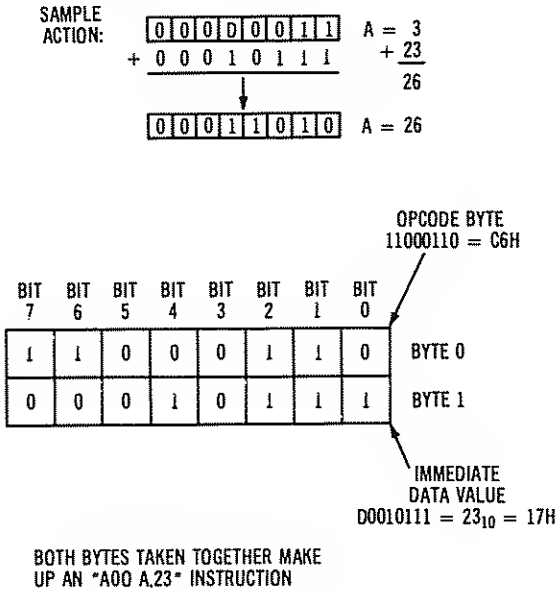 SAMPLE
ACTION:
0 0 0 D 0 0 1 1 A = 3
+ 0 0 0 1 0 1 1 1 + 23
26
0 0 0 1 1 0 1 0 A = 26
OPCODE BYTE
11000110 = C6H
BIT BIT BIT BIT BIT BIT BIT BIT
7 6 5 4 3 2 1 0
1 1 0 0 0 1 1 0 BYTE 0
0 0 0 1 0 1 1 1 BYTE 1
IMMEDIATE
DATA VALUE
D0010111 = 23₁₀ = 17H
BOTH BYTES TAKEN TOGETHER MAKE
UP AN "A00 A,23" INSTRUCTION